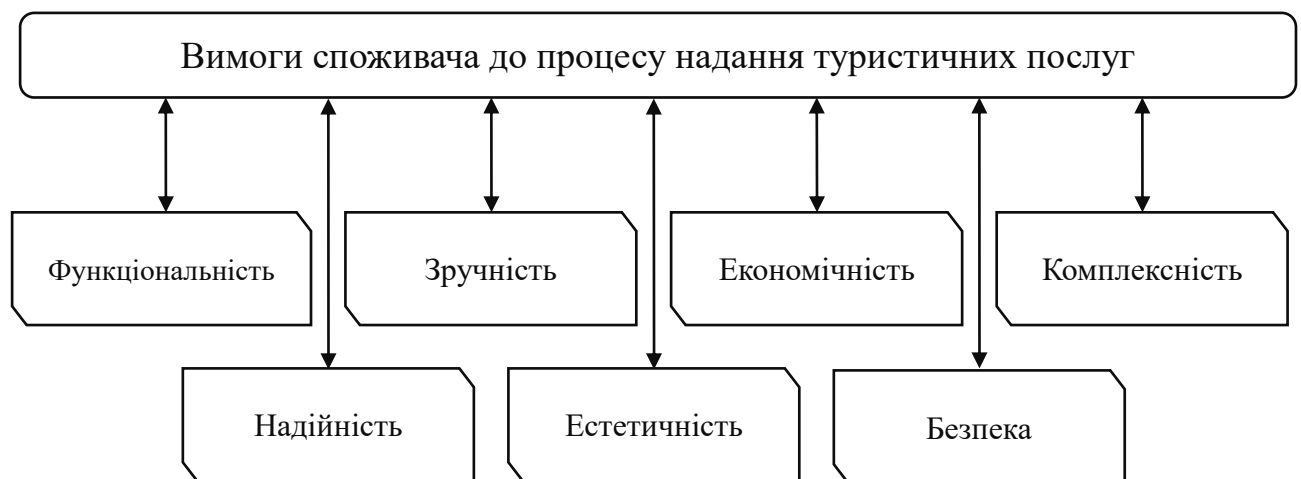 Вимоги споживача до процесу надання туристичних послуг
Функціональність
Зручність
Економічність
Комплексність
Надійність
Естетичність
Безпека